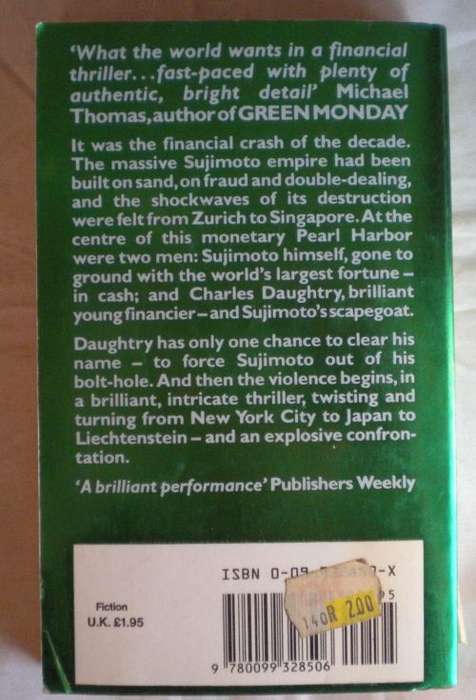 'What the world wants in a financial
thriller...fast-paced with plenty of
authentic, bright detail' Michael
Thomas, author of GREEN MONDAY
It was the financial crash of the decade.
The massive Sujimoto empire had been
built on sand, on fraud and double-dealing,
and the shockwaves of its destruction
were felt from Zurich to Singapore. At the
centre of this monetary Pearl Harbor
were two men: Sujimoto himself, gone to
ground with the world's largest fortune –
in cash; and Charles Daughtry, brilliant
young financier – and Sujimoto's scapegoat.
Daughtry has only one chance to clear his
name – to force Sujimoto out of his
bolt-hole. And then the violence begins, in
a brilliant, intricate thriller, twisting and
turning from New York City to Japan to
Liechtenstein – and an explosive confron-
tation.
'A brilliant performance' Publishers Weekly
ISBN 0-09-
-X
Fiction
U.K. £1.95
140R 2.00
9 780099 328506